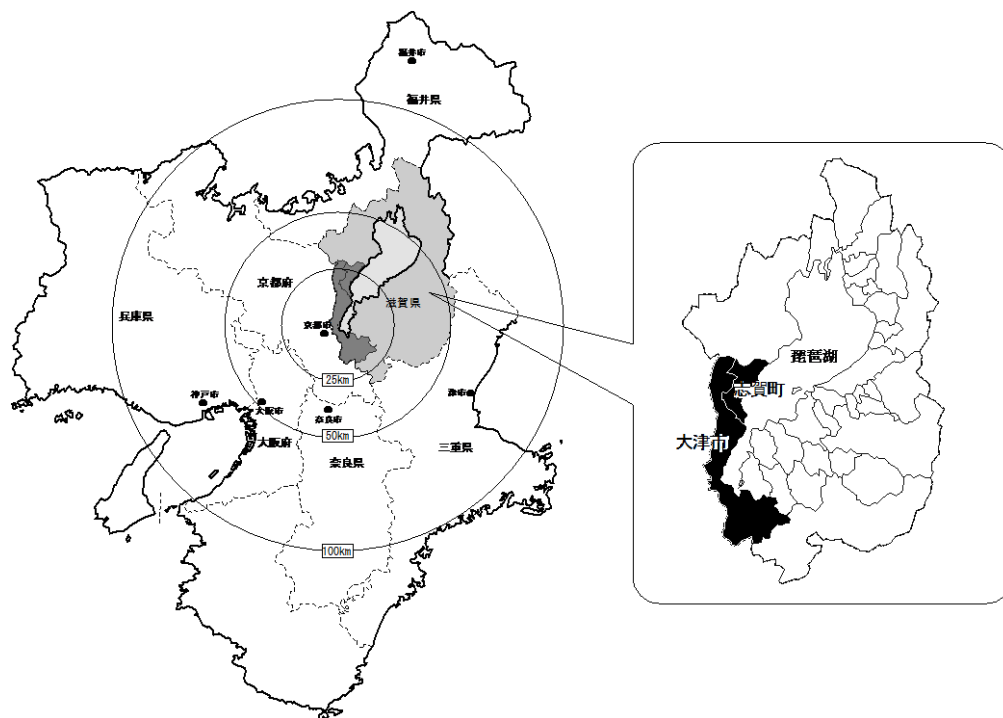 福井市
福井県
京都府
滋賀県
兵庫県
京都市
25km
神戸市
大阪市
奈良市
津市
50km
大阪府
三重県
奈良県
100km
琵琶湖
志賀町
大津市